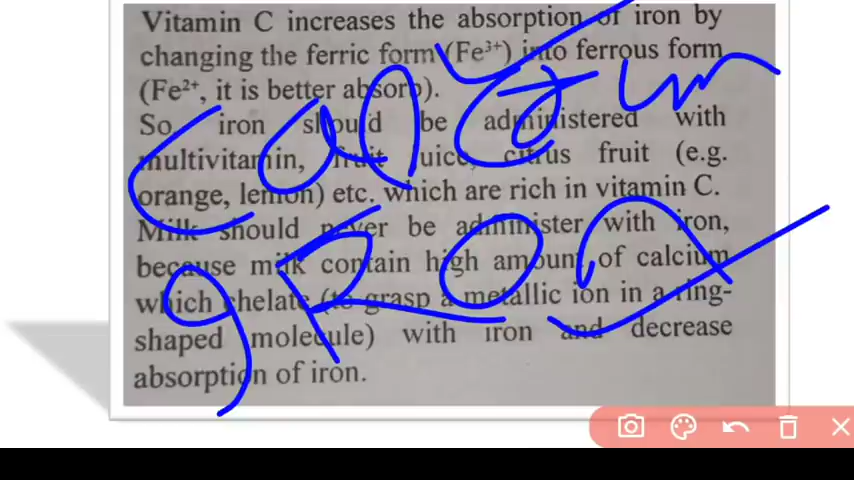 Vitamin C increases the absorption of iron by
changing the ferric form (Fe³⁺) into ferrous form
(Fe²⁺, it is better absorb).
So, iron should be administered with
multivitamin, fruit juice, citrus fruit (e.g.
orange, lemon) etc. which are rich in vitamin C.
Milk should never be administer with iron,
because milk contain high amount of calcium
which chelate (to grasp a metallic ion in a ring-
shaped molecule) with iron and decrease
absorption of iron.